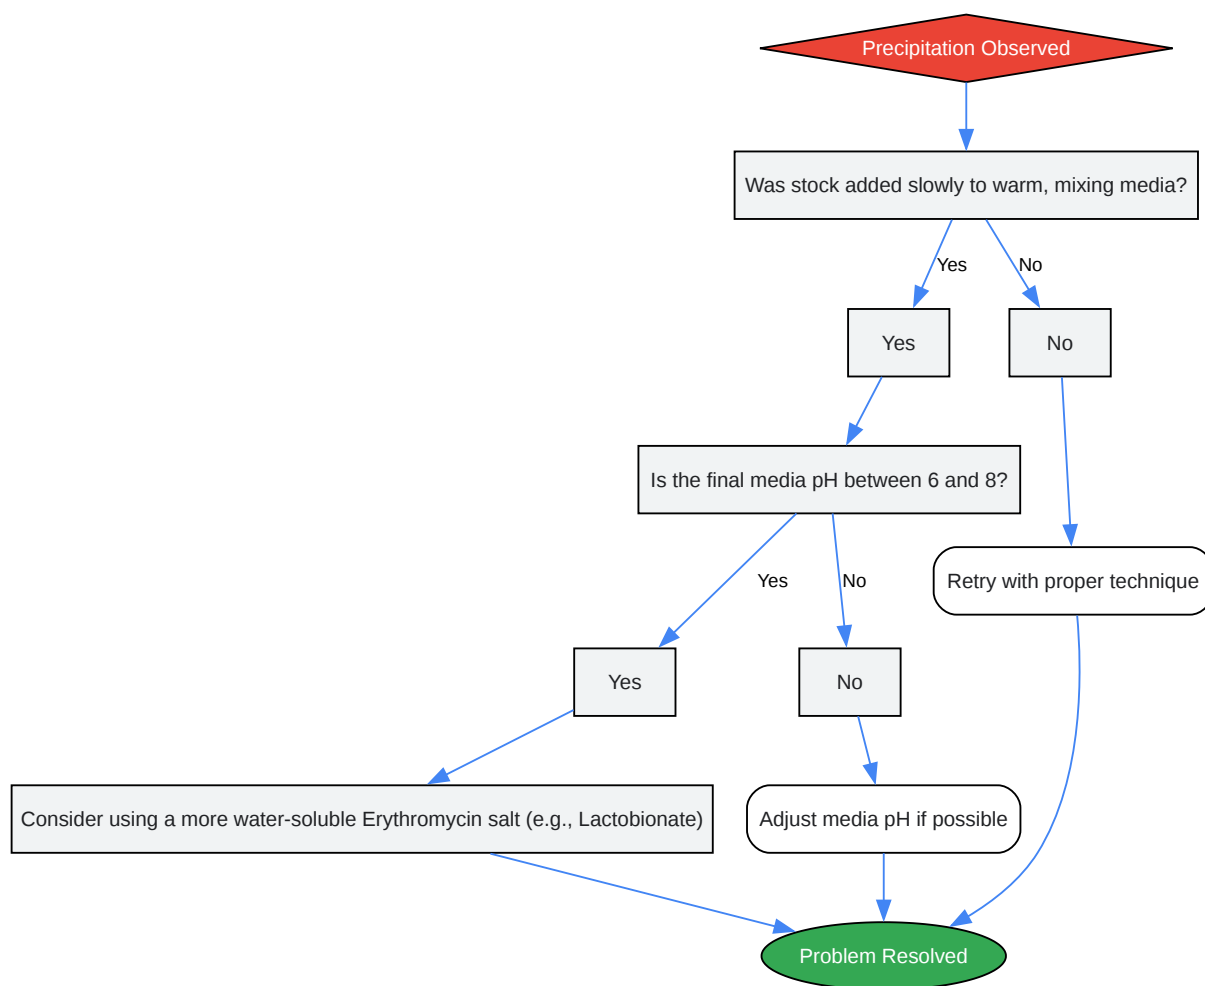 Precipitation Observed
Was stock added slowly to warm, mixing media?
Yes
No
Yes
No
Is the final media pH between 6 and 8?
Yes
No
Retry with proper technique
Yes
No
Consider using a more water-soluble Erythromycin salt (e.g., Lactobionate)
Adjust media pH if possible
Problem Resolved